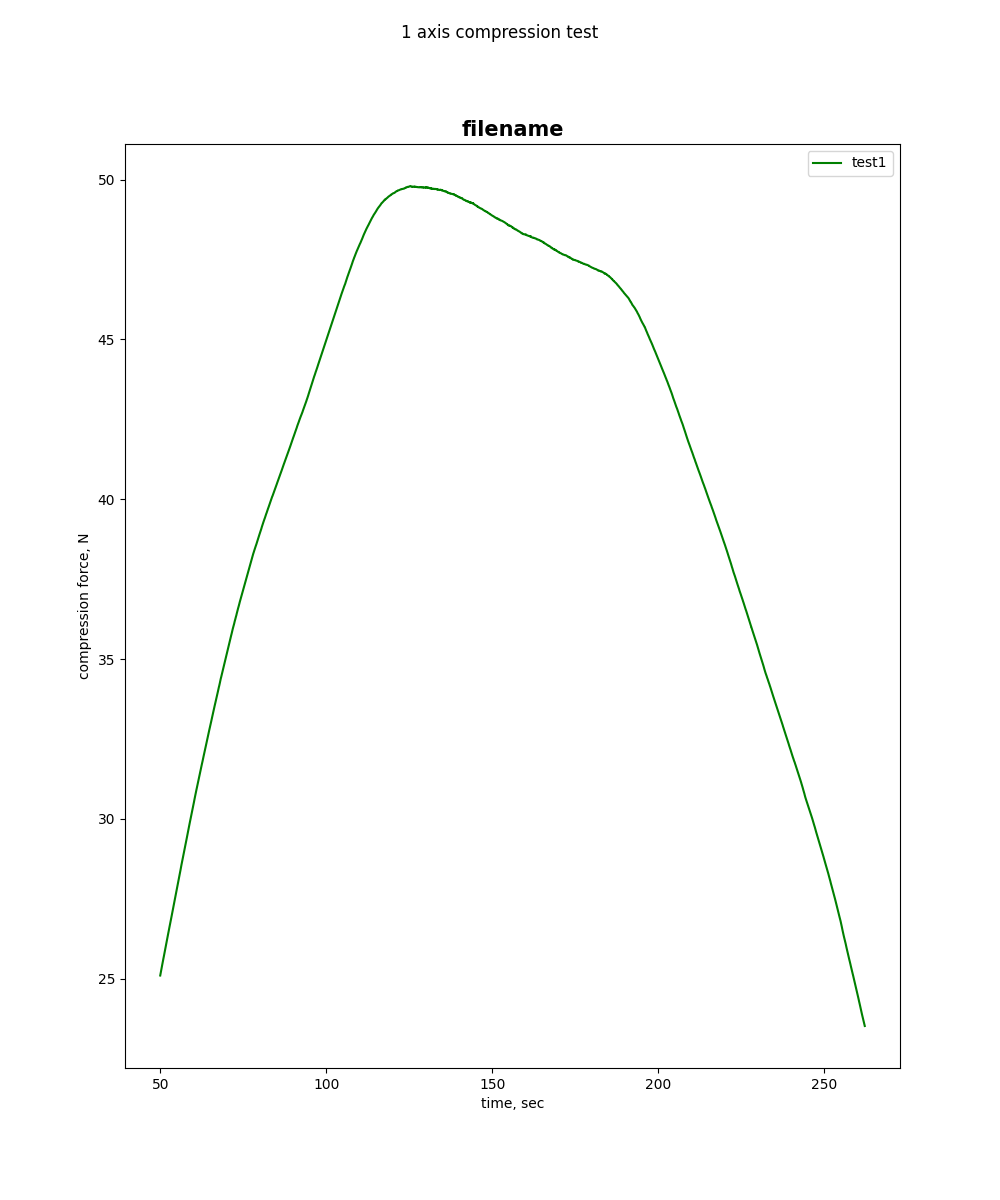 1 axis compression test
filename
test1
50
45
40
35
30
25
compression force, N
50 100 150 200 250
time, sec